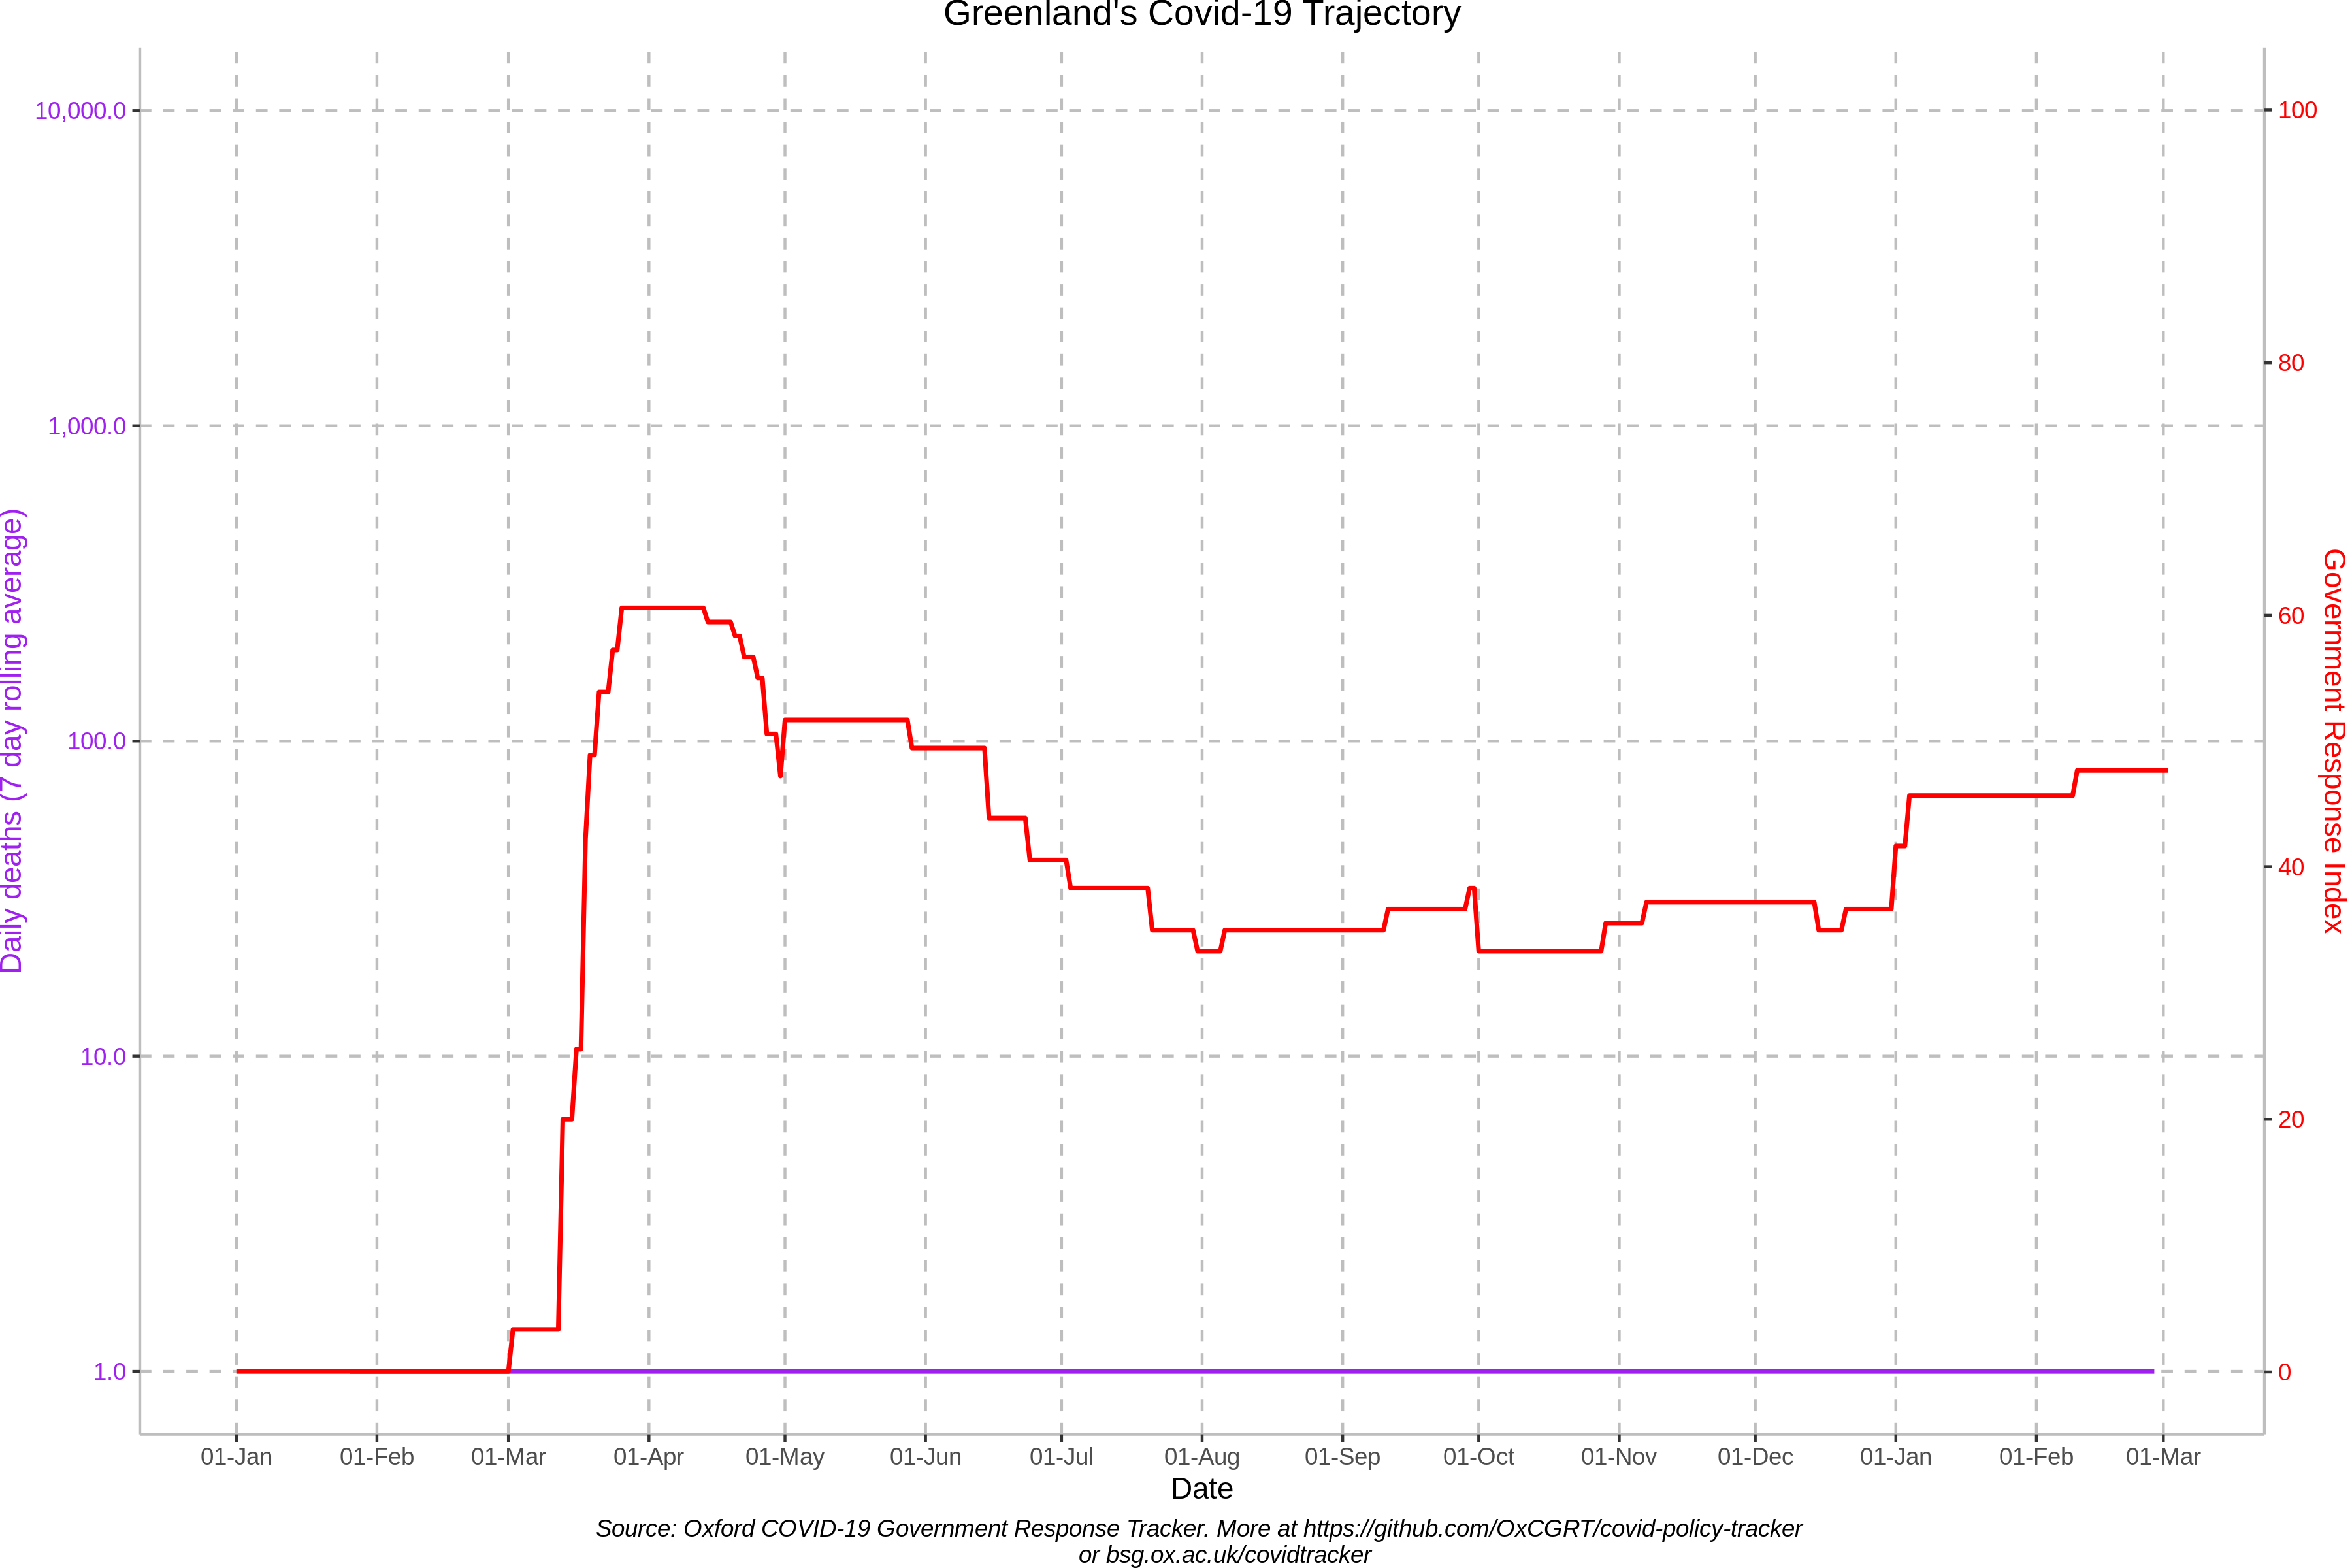 Greenland's Covid-19 Trajectory
10,000.0
1,000.0
100.0
10.0
1.0
Daily deaths (7 day rolling average)
100
80
60
40
20
0
Government Response Index
01-Jan 01-Feb 01-Mar 01-Apr 01-May 01-Jun 01-Jul 01-Aug 01-Sep 01-Oct 01-Nov 01-Dec 01-Jan 01-Feb 01-Mar
Date
Source: Oxford COVID-19 Government Response Tracker. More at https://github.com/OxCGRT/covid-policy-tracker
or bsg.ox.ac.uk/covidtracker